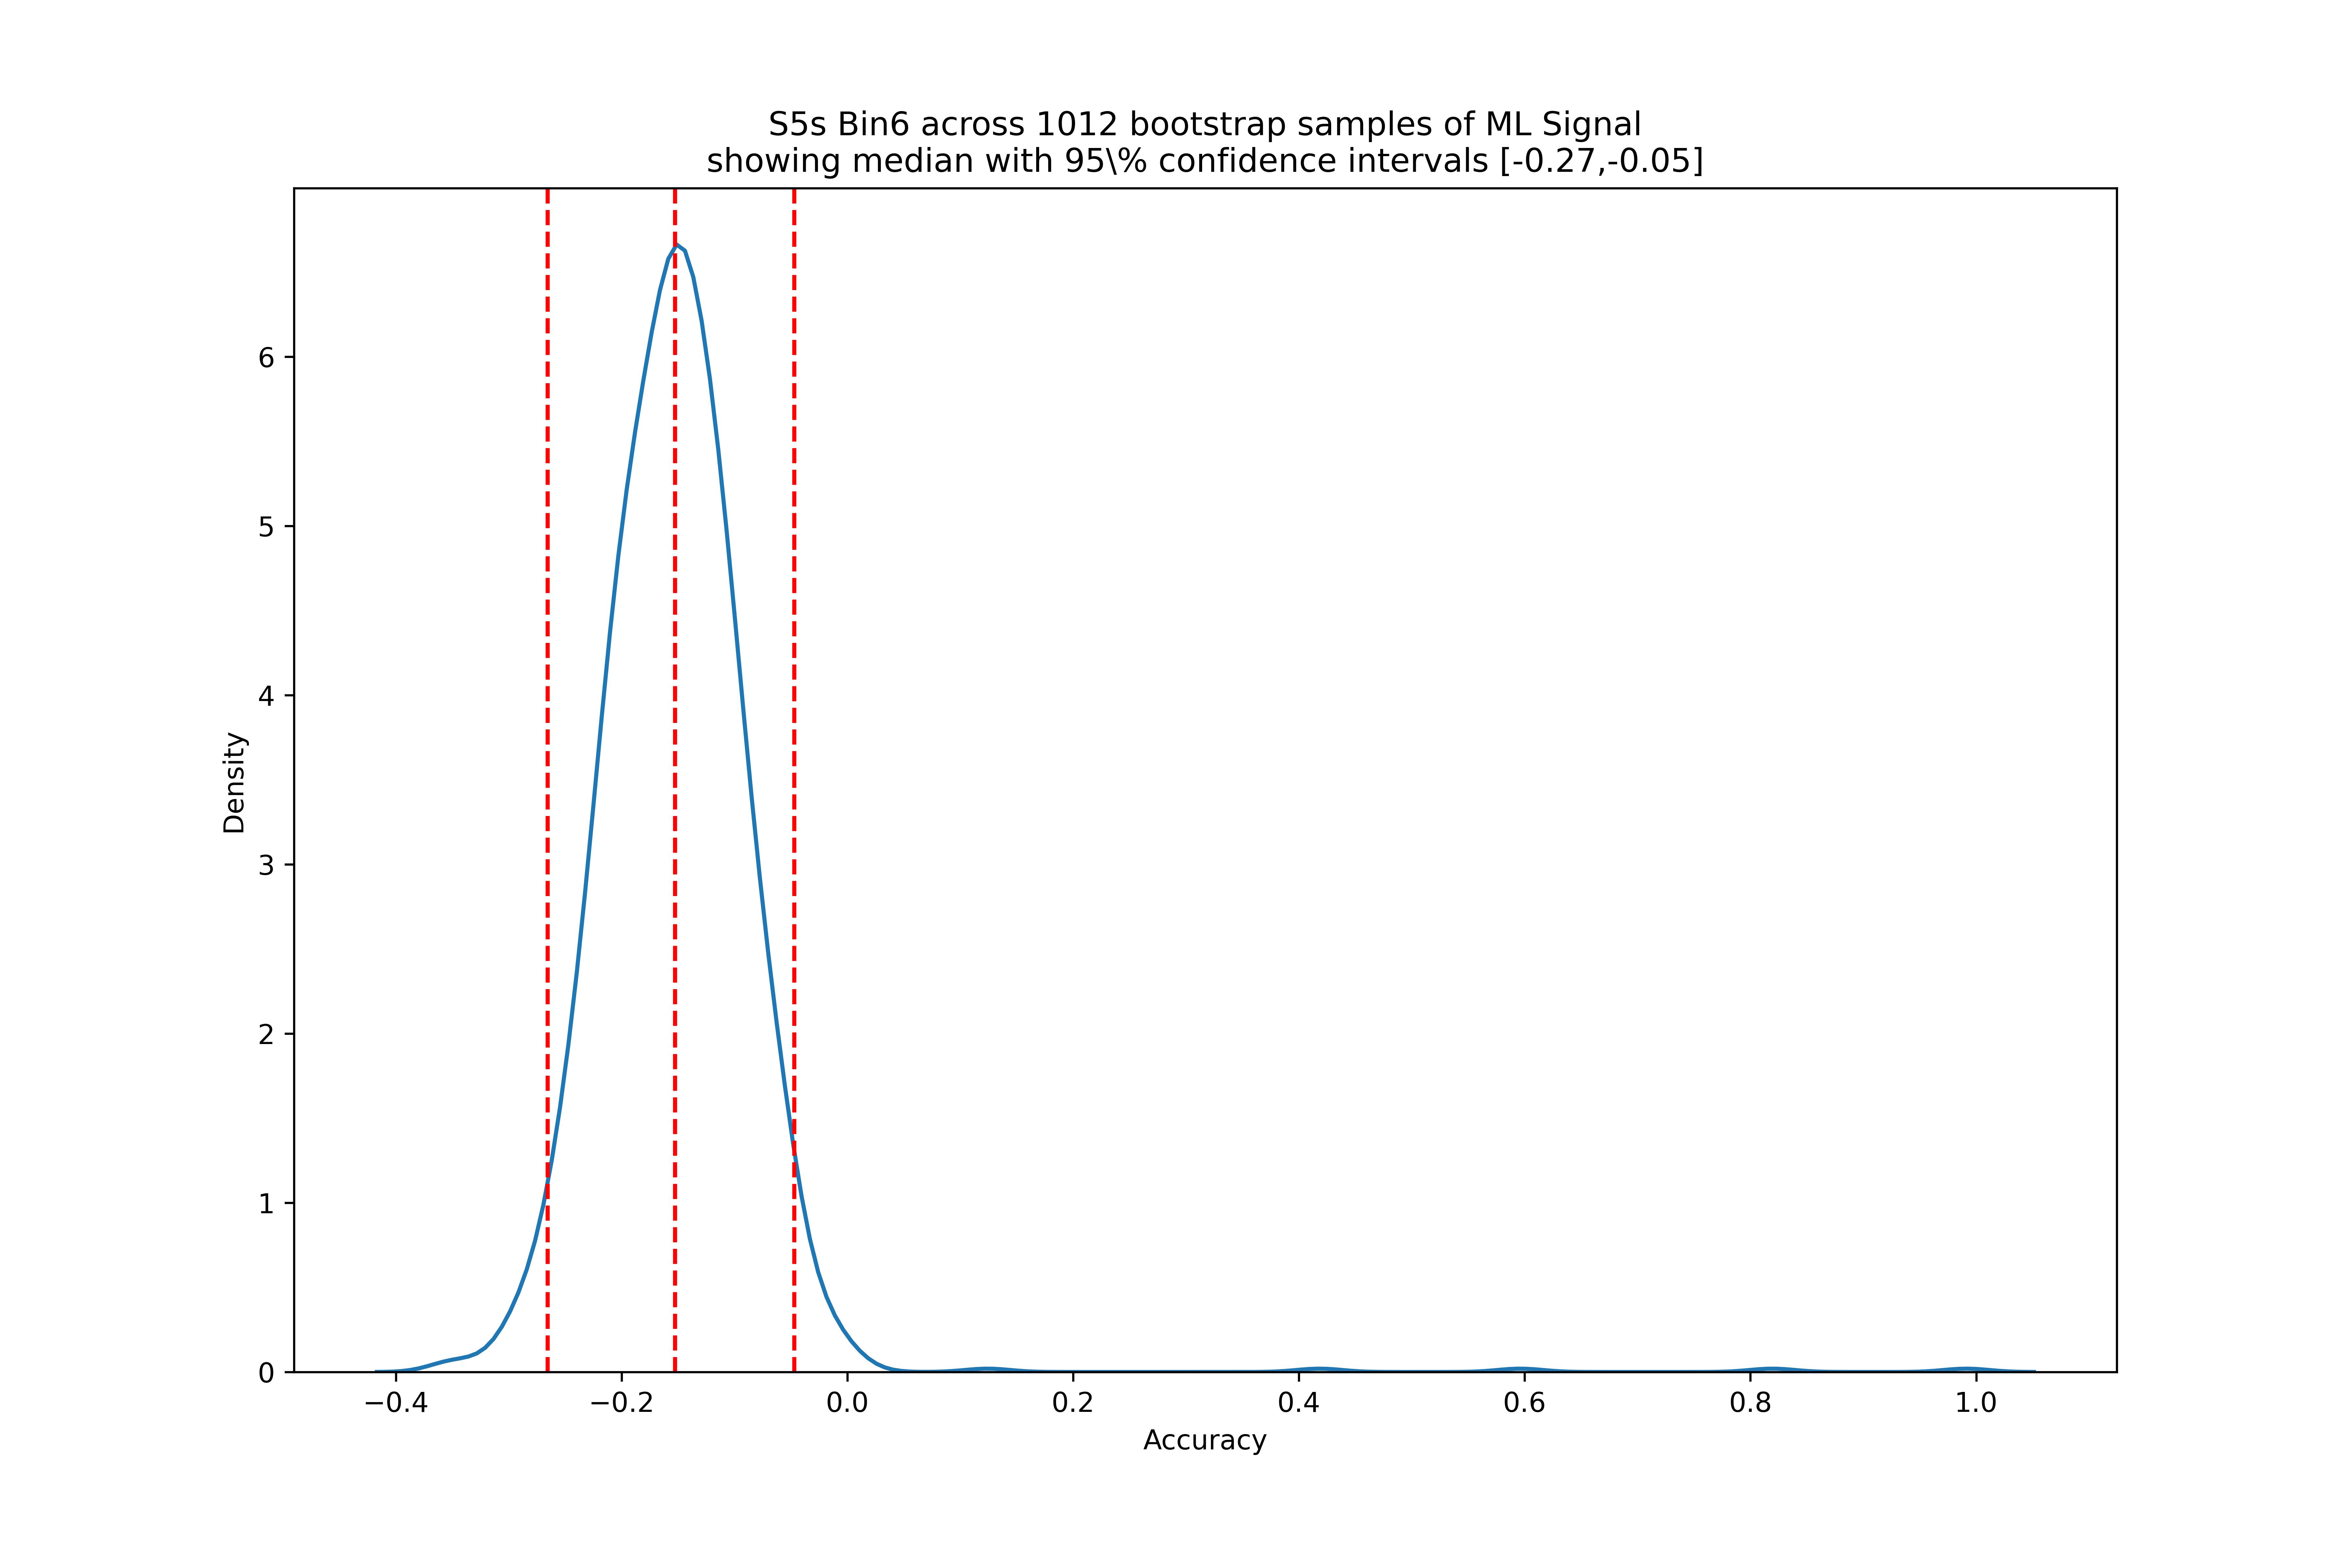 S5s Bin6 across 1012 bootstrap samples of ML Signal
showing median with 95\% confidence intervals [-0.27,-0.05]
6
5
4
3
2
1
0
Density
−0.4 −0.2 0.0 0.2 0.4 0.6 0.8 1.0
Accuracy